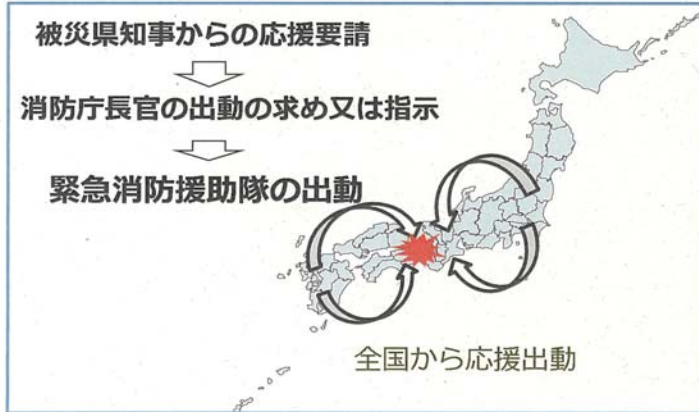 被災県知事からの応援要請
消防庁長官の出動の求め又は指示
緊急消防援助隊の出動
全国から応援出動